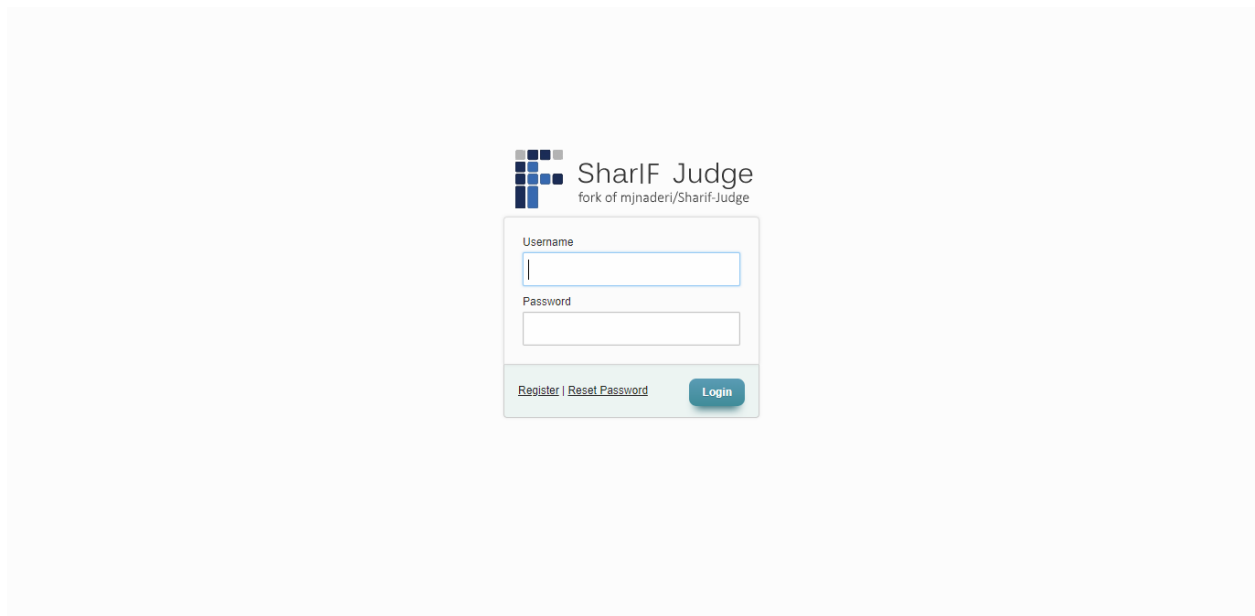 SharIF Judge
fork of mjnaderi/Sharif-Judge
Username
Password
Register | Reset Password
Login